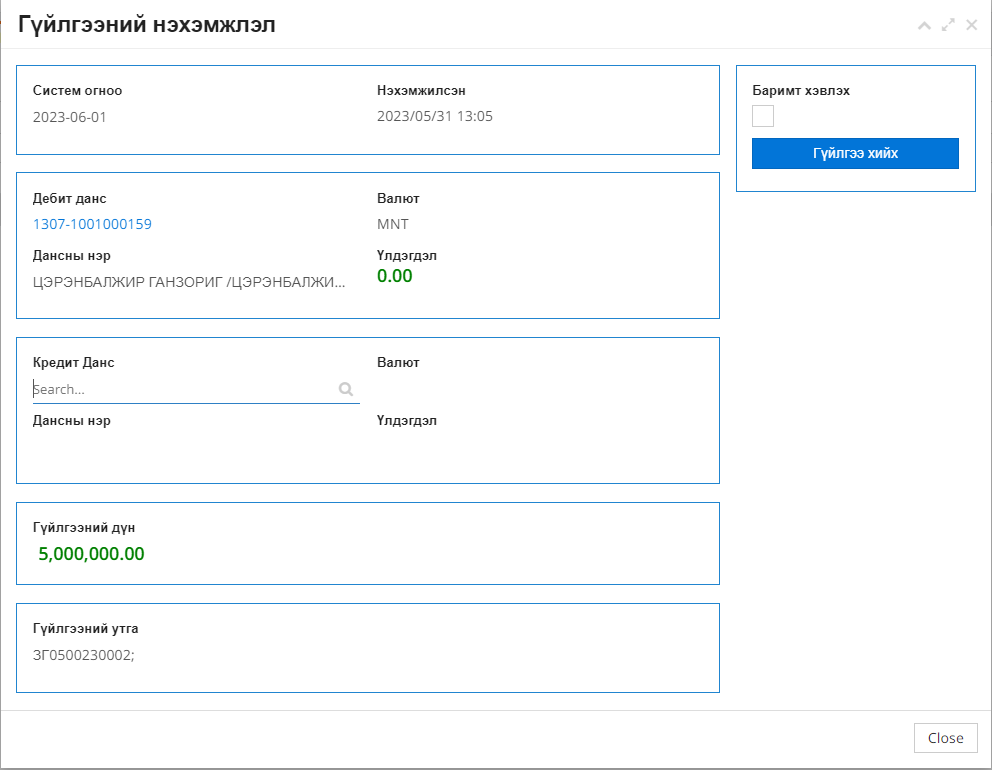 Гүйлгээний нэхэмжлэл
Систем огноо
Нэхэмжилсэн
2023-06-01
2023/05/31 13:05
Баримт хэвлэх
Гүйлгээ хийх
Дебит данс
Валют
1307-1001000159
MNT
Дансны нэр
Үлдэгдэл
ЦЭРЭНБАЛЖИР ГАНЗОРИГ /ЦЭРЭНБАЛЖИ...
0.00
Кредит Данс
Валют
Search...
Дансны нэр
Үлдэгдэл
Гүйлгээний дүн
5,000,000.00
Гүйлгээний утга
ЗГ0500230002;
Close